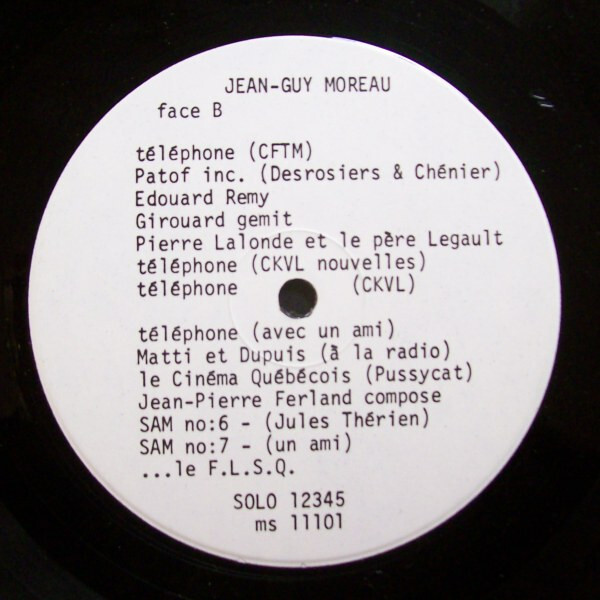 JEAN-GUY MOREAU
face B
téléphone (CFTM)
Patof inc. (Desrosiers & Chénier)
Edouard Remy
Girouard gemit
Pierre Lalonde et le père Legault
téléphone (CKVL nouvelles)
téléphone (CKVL)
téléphone (avec un ami)
Matti et Dupuis (à la radio)
le Cinéma Québécois (Pussycat)
Jean-Pierre Ferland compose
SAM no:6 - (Jules Thérien)
SAM no:7 - (un ami)
...le F.L.S.Q.
SOLO 12345
ms 11101